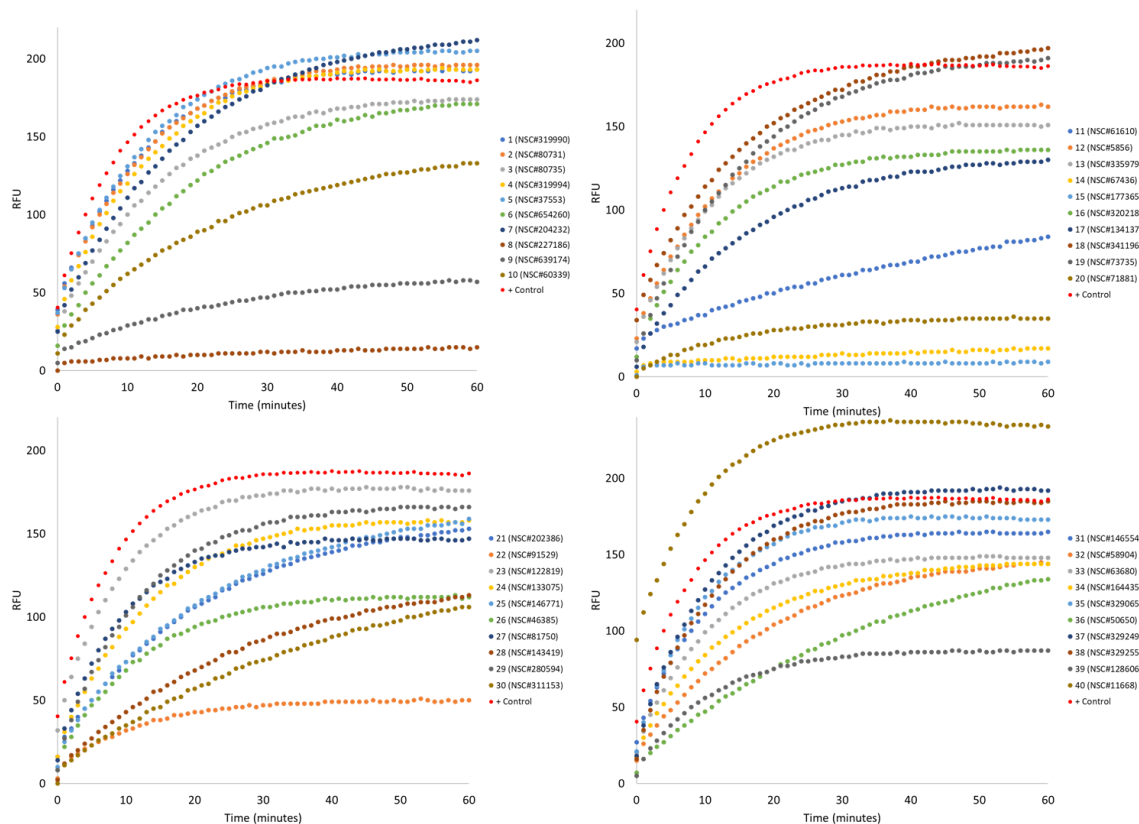 200
150
RFU
100
50
0
0 10 20 30 40 50 60
Time (minutes)
1 (NSC#319990)
2 (NSC#80731)
3 (NSC#80735)
4 (NSC#319994)
5 (NSC#37553)
6 (NSC#654260)
7 (NSC#204232)
8 (NSC#227186)
9 (NSC#639174)
10 (NSC#60339)
+ Control
200
150
RFU
100
50
0
0 10 20 30 40 50 60
Time (minutes)
11 (NSC#61610)
12 (NSC#5856)
13 (NSC#335979
14 (NSC#67436)
15 (NSC#177365
16 (NSC#320218
17 (NSC#134137
18 (NSC#341196
19 (NSC#73735)
20 (NSC#71881)
+ Control
200
150
RFU
100
50
0
0 10 20 30 40 50 60
Time (minutes)
21 (NSC#202386)
22 (NSC#91529)
23 (NSC#122819)
24 (NSC#133075)
25 (NSC#146771)
26 (NSC#46385)
27 (NSC#81750)
28 (NSC#143419)
29 (NSC#280594)
30 (NSC#311153)
+ Control
200
150
RFU
100
50
0
0 10 20 30 40 50 60
Time (minutes)
31 (NSC#146554
32 (NSC#58904)
33 (NSC#63680)
34 (NSC#164435
35 (NSC#329065
36 (NSC#50650)
37 (NSC#329249
38 (NSC#329255
39 (NSC#128606
40 (NSC#11668)
+ Control